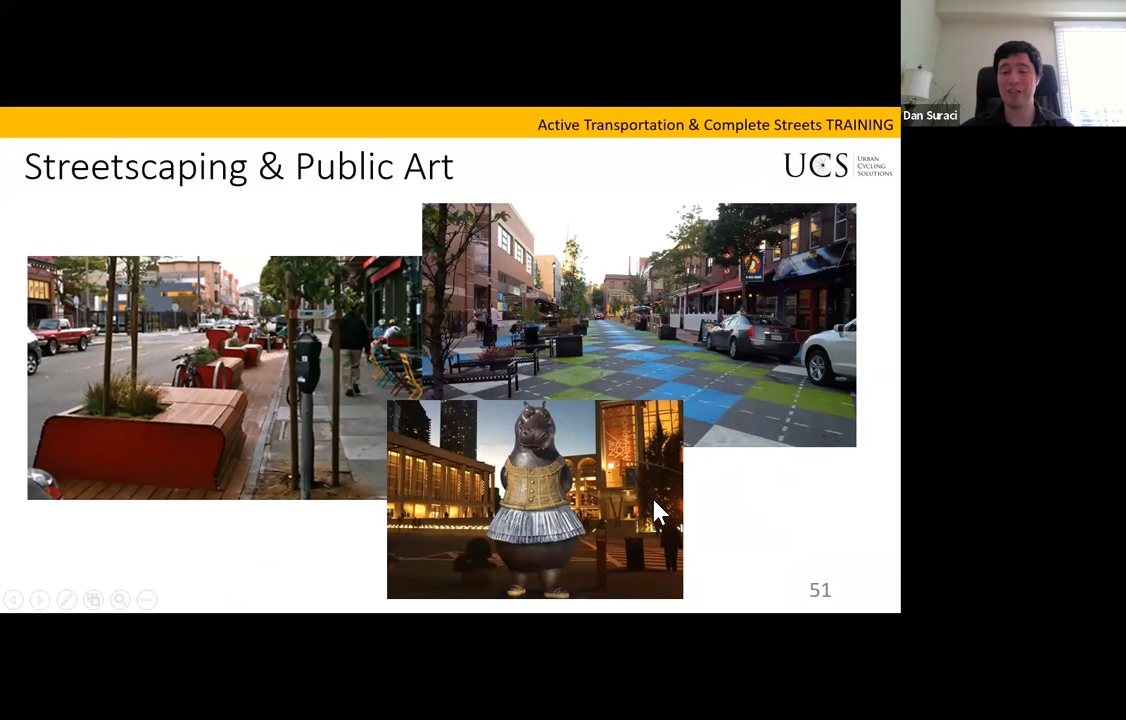 Dan Suraci
Active Transportation & Complete Streets TRAINING
Streetscaping & Public Art
UCS
URBAN
CYCLING
SOLUTIONS
51